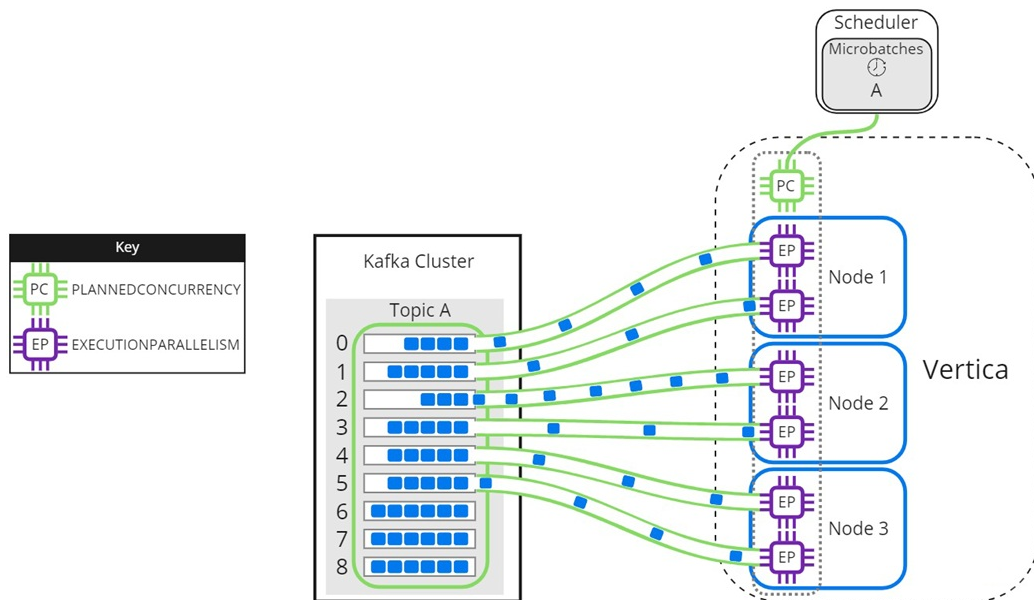 Scheduler
Microbatches
A
PC
Key
PC PLANNEDCONCURRENCY
EP EXECUTIONPARALLELISM
Kafka Cluster
Topic A
0
1
2
3
4
5
6
7
8
EP
EP
Node 1
EP
EP
Node 2
EP
EP
Node 3
Vertica